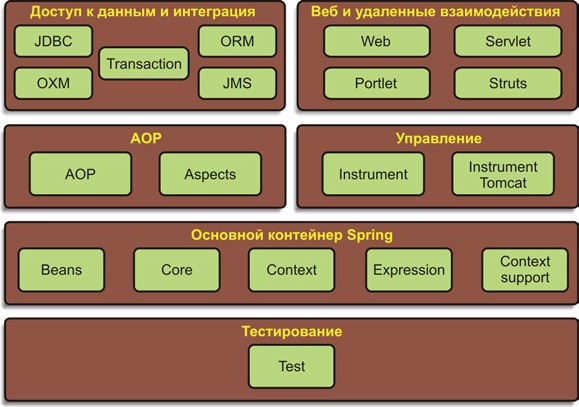 Доступ к данным и интеграция
JDBC
ORM
Transaction
OXM
JMS
Веб и удаленные взаимодействия
Web
Servlet
Portlet
Struts
AOP
AOP
Aspects
Управление
Instrument
Instrument
Tomcat
Основной контейнер Spring
Beans
Core
Context
Expression
Context
support
Тестирование
Test